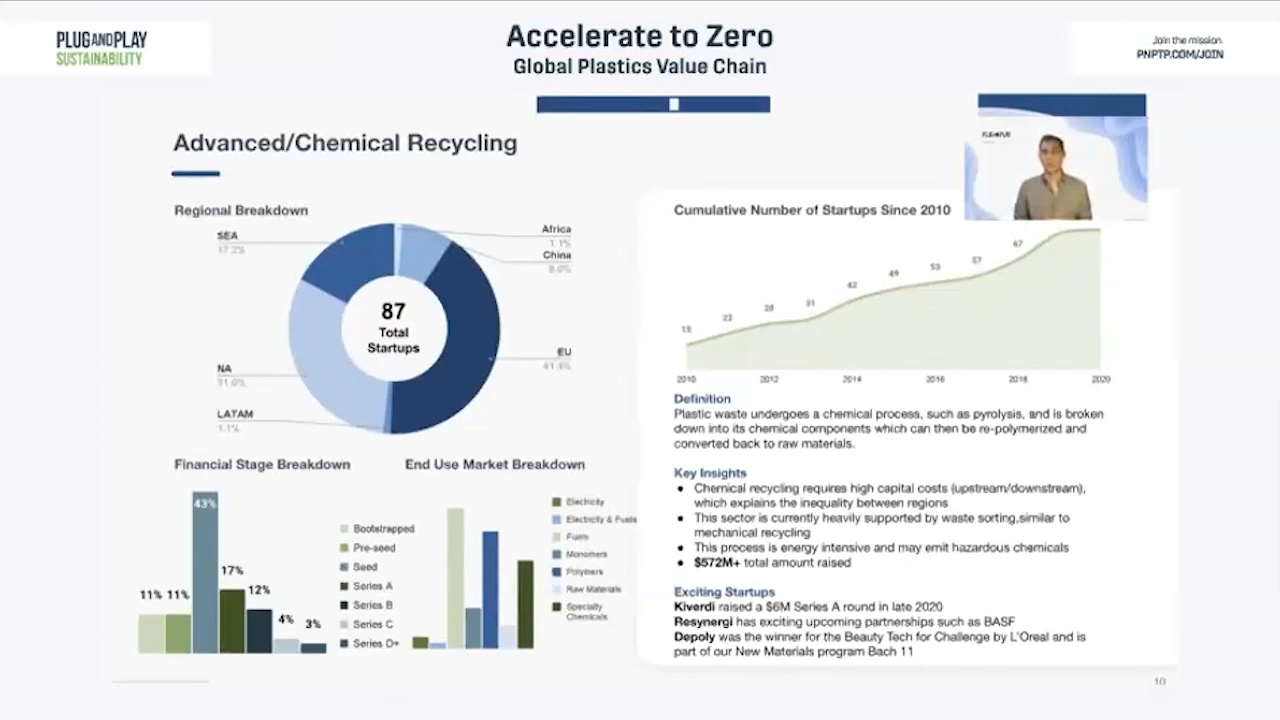 PLUGANDPLAY
SUSTAINABILITY
Accelerate to Zero
Global Plastics Value Chain
Join the mission.
PNPTP.COM/JOIN
Advanced/Chemical Recycling
Regional Breakdown
SEA
17.2%
Africa
1.1%
China
8.0%
87
Total
Startups
EU
NA
31.0%
LATAM
1.1%
Financial Stage Breakdown
43%
11% 11%
17%
12%
4%
3%
Bootstrapped
Pre-seed
Seed
Series A
Series B
Series C
Series D+
End Use Market Breakdown
Electricity
Electricity & Fuels
Fuels
Monomers
Polymers
Raw Materials
Specialty
Chemicals
Cumulative Number of Startups Since 2010
15
23
28
31
42
49
53
57
67
2010
2012
2014
2016
2018
2020
Definition
Plastic waste undergoes a chemical process, such as pyrolysis, and is broken
down into its chemical components which can then be re-polymerized and
converted back to raw materials.
Key Insights
● Chemical recycling requires high capital costs (upstream/downstream),
which explains the inequality between regions
● This sector is currently heavily supported by waste sorting,similar to
mechanical recycling
● This process is energy intensive and may emit hazardous chemicals
● $572M+ total amount raised
Exciting Startups
Kiverdi raised a $6M Series A round in late 2020
Resynergi has exciting upcoming partnerships such as BASF
Depoly was the winner for the Beauty Tech for Challenge by L'Oreal and is
part of our New Materials program Bach 11
10